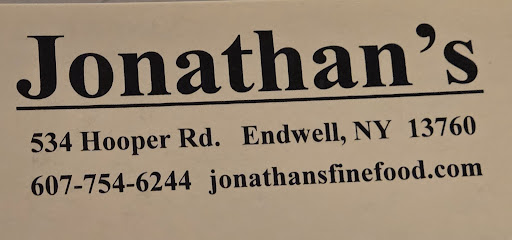 Jonathan's
534 Hooper Rd. Endwell, NY 13760
607-754-6244 jonathansfinefood.com